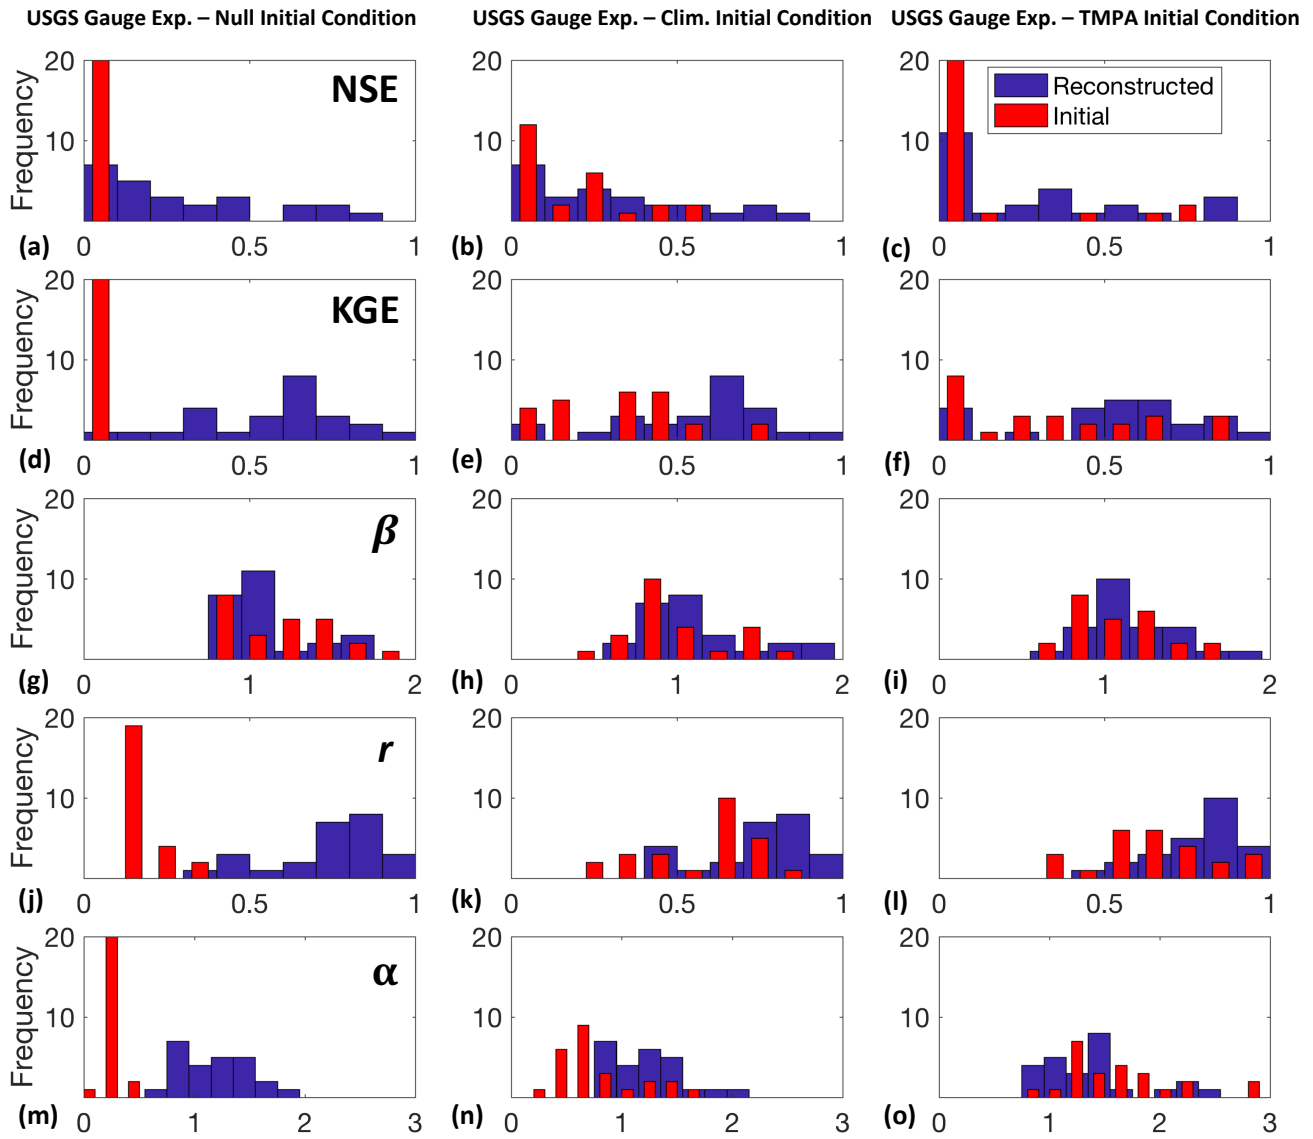 USGS Gauge Exp. – Null Initial Condition
USGS Gauge Exp. – Clim. Initial Condition
USGS Gauge Exp. – TMPA Initial Condition
Frequency
20
10
NSE
(a)
0
0.5
1
20
10
(b)
0
0.5
1
20
10
Reconstructed
Initial
(c)
0
0.5
1
Frequency
20
10
KGE
(d)
0
0.5
1
20
10
(e)
0
0.5
1
20
10
(f)
0
0.5
1
Frequency
20
10
β
(g)
0
1
2
20
10
(h)
0
1
2
20
10
(i)
0
1
2
Frequency
20
10
r
(j)
0
0.5
1
20
10
(k)
0
0.5
1
20
10
(l)
0
0.5
1
Frequency
20
10
α
(m)
0
1
2
3
20
10
(n)
0
1
2
3
20
10
(o)
0
1
2
3